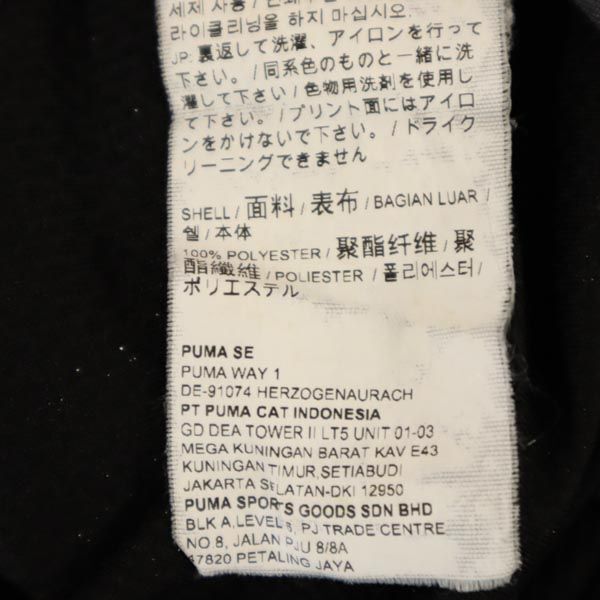 세제 사용
라이클리닝을 하지 마십시오.
JP: 裏返して洗濯、アイロンを行って
下さい。/同系色のものと一緒に洗
濯して下さい/色物用洗剤を使用し
て下さい。/プリント面にはアイロ
ンをかけないで下さい。/ドライク
リーニングできません
SHELL / 面料 / 表布 / BAGIAN LUAR /
쉘 / 本体
100% POLYESTER / 聚酯纤维 / 聚
酯纖維 / POLIESTER / 폴리에스터 /
ポリエステル
PUMA SE
PUMA WAY 1
DE-91074 HERZOGENAURACH
PT PUMA CAT INDONESIA
GD DEA TOWER II LT5 UNIT 01-03
MEGA KUNINGAN BARAT KAV E43
KUNINGAN TIMUR,SETIABUDI
JAKARTA SELATAN-DKI 12950
PUMA SPORTS GOODS SDN BHD
BLK A,LEVEL 6, PJ TRADE CENTRE
NO.8, JALAN PJU 8/8A
47820 PETALING JAYA